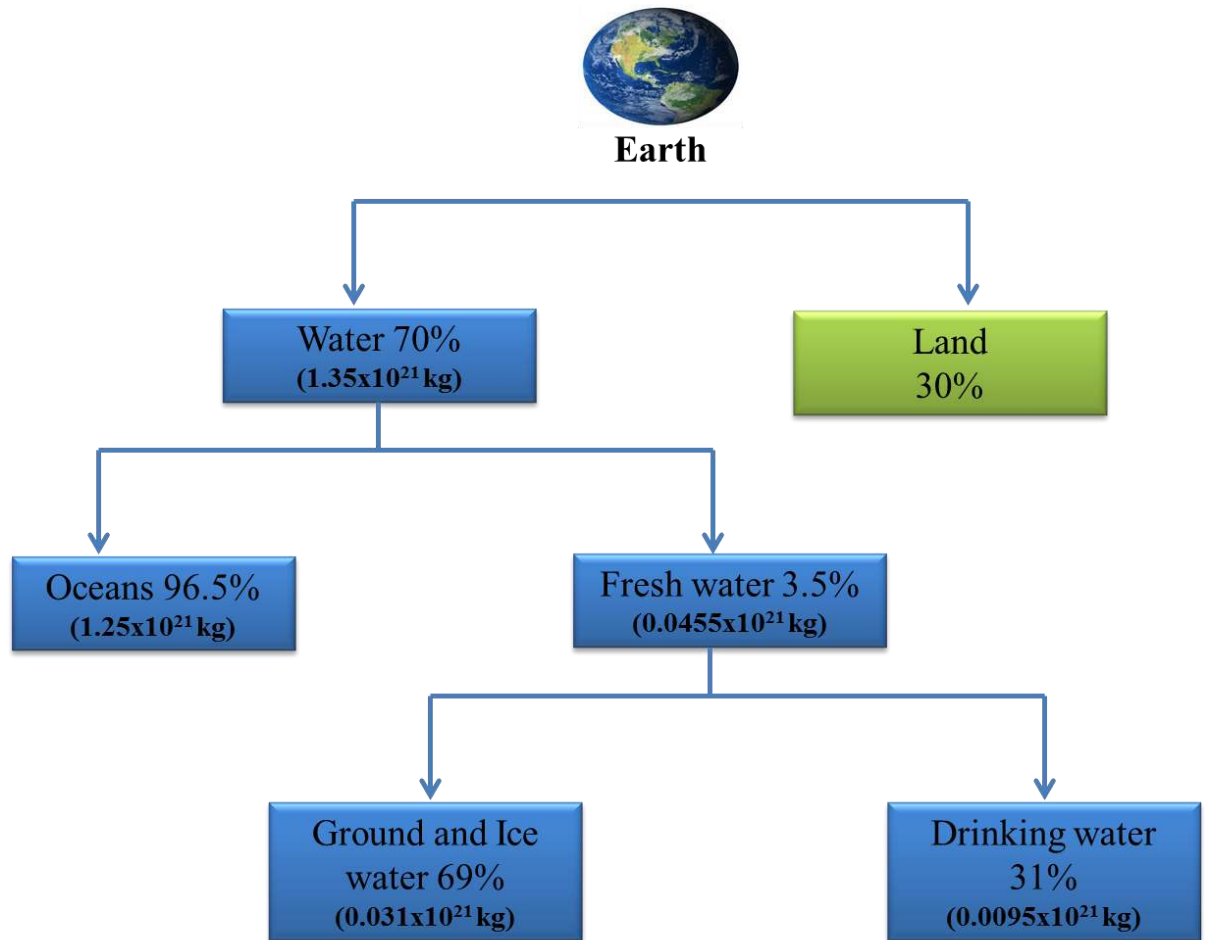 Earth
Water 70%
(1.35x10²¹ kg)
Land
30%
Oceans 96.5%
(1.25x10²¹ kg)
Fresh water 3.5%
(0.0455x10²¹ kg)
Ground and Ice
water 69%
(0.031x10²¹ kg)
Drinking water
31%
(0.0095x10²¹ kg)